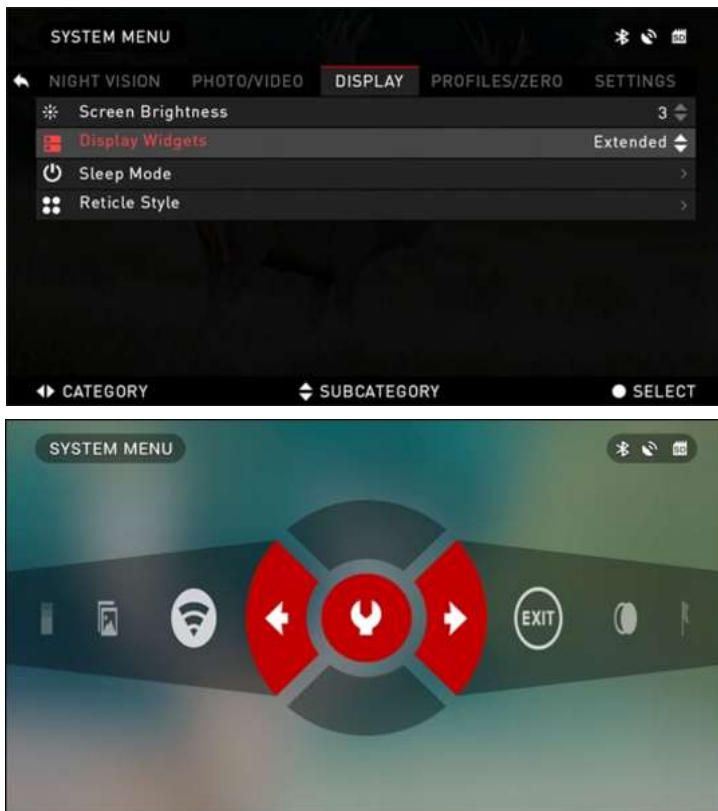 SYSTEM MENU
SD
NIGHT VISION PHOTO/VIDEO DISPLAY PROFILES/ZERO SETTINGS
Screen Brightness 3
Display Widgets Extended
Sleep Mode
Reticle Style
CATEGORY SUBCATEGORY SELECT
SYSTEM MENU
SD
EXIT